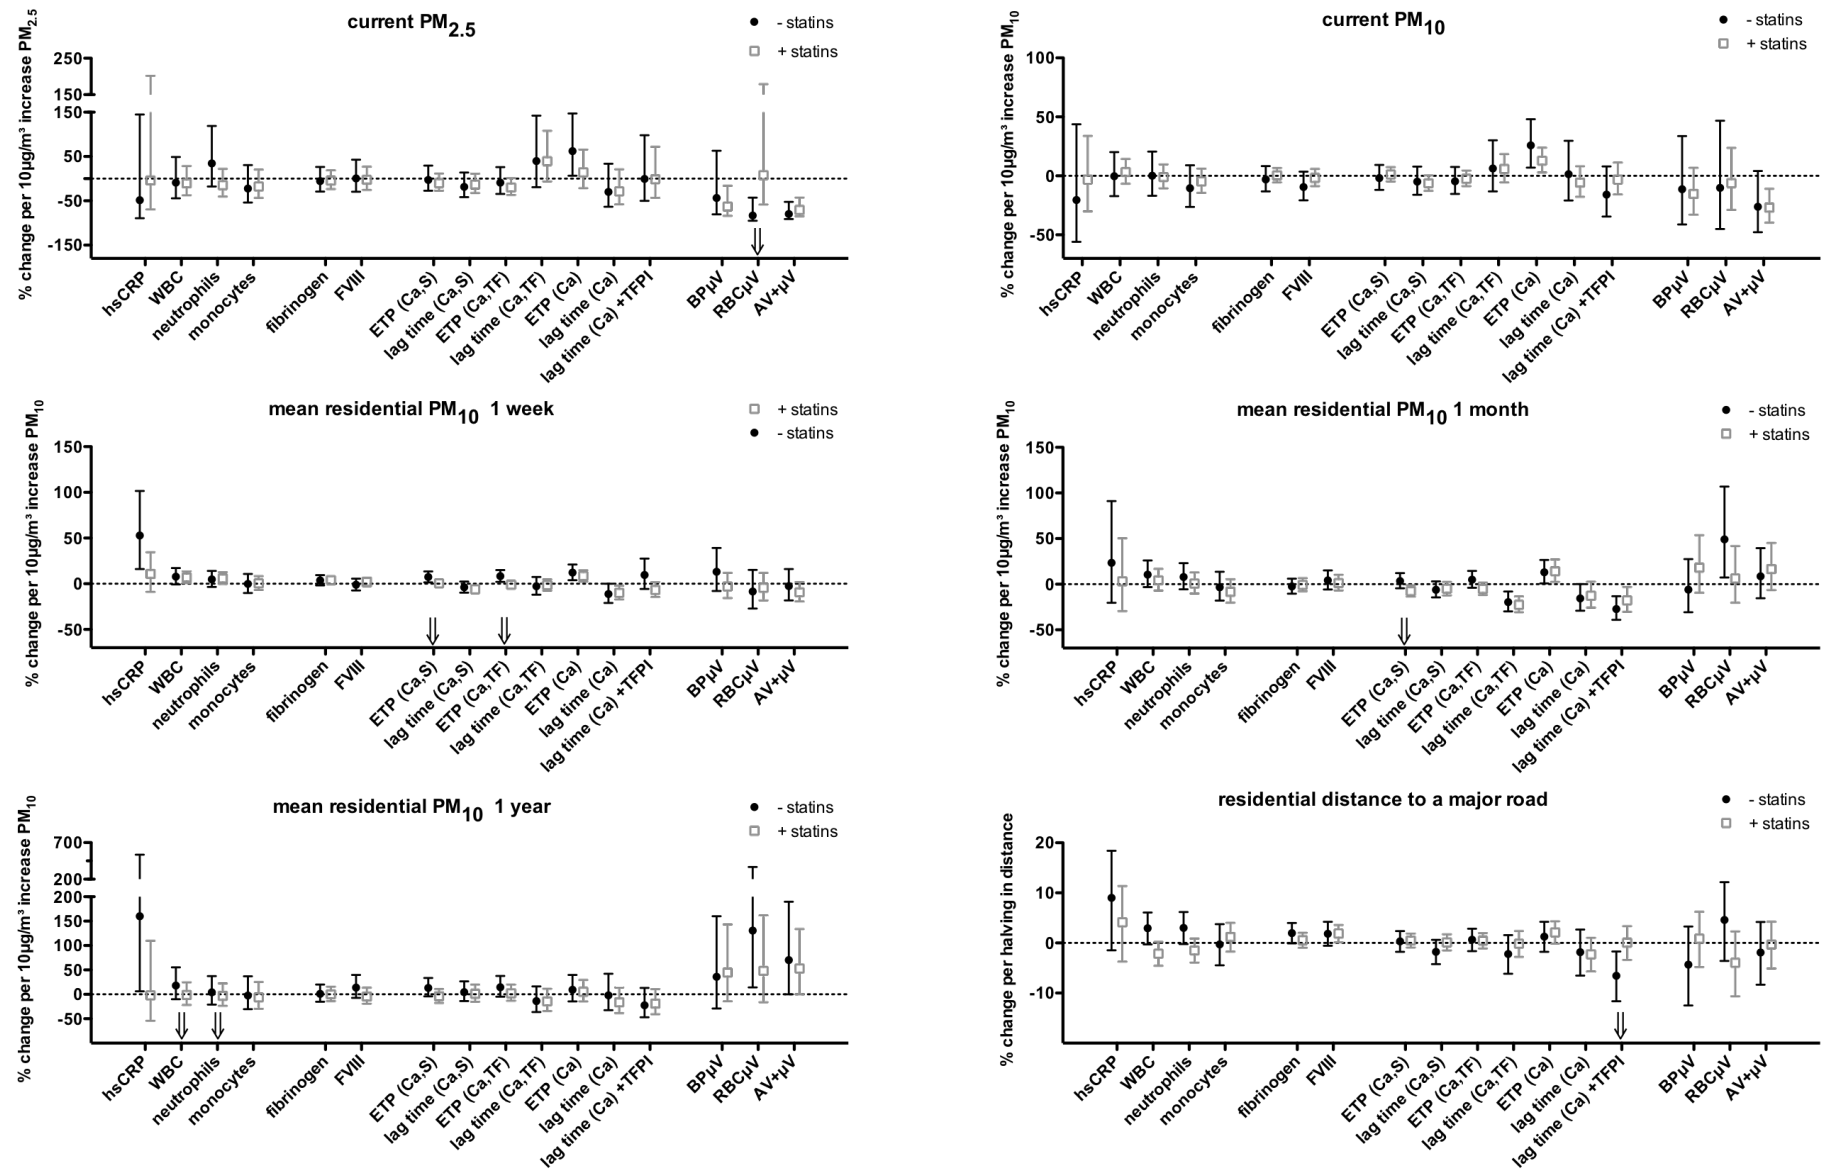 current PM2.5
- statins
+ statins
% change per 10µg/m³ increase PM2.5
250
150
150
50
-50
-150
hsCRP
WBC
neutrophils
monocytes
fibrinogen
FVIII
ETP (Ca,S)
lag time (Ca,S)
ETP (Ca,TF)
lag time (Ca,TF)
ETP (Ca)
lag time (Ca)
lag time (Ca) +TFPI
BPµV
RBCµV
AV+µV
current PM10
- statins
+ statins
% change per 10µg/m³ increase PM10
100
50
0
-50
hsCRP
WBC
neutrophils
monocytes
fibrinogen
FVIII
ETP (Ca,S)
lag time (Ca,S)
ETP (Ca,TF)
lag time (Ca,TF)
ETP (Ca)
lag time (Ca)
lag time (Ca) +TFPI
BPµV
RBCµV
AV+µV
mean residential PM10 1 week
+ statins
- statins
% change per 10µg/m³ increase PM10
150
100
50
0
-50
hsCRP
WBC
neutrophils
monocytes
fibrinogen
FVIII
ETP (Ca,S)
lag time (Ca,S)
ETP (Ca,TF)
lag time (Ca,TF)
ETP (Ca)
lag time (Ca)
lag time (Ca) +TFPI
BPµV
RBCµV
AV+µV
mean residential PM10 1 month
- statins
+ statins
% change per 10µg/m³ increase PM10
150
100
50
0
-50
hsCRP
WBC
neutrophils
monocytes
fibrinogen
FVIII
ETP (Ca,S)
lag time (Ca,S)
ETP (Ca,TF)
lag time (Ca,TF)
ETP (Ca)
lag time (Ca)
lag time (Ca) +TFPI
BPµV
RBCµV
AV+µV
mean residential PM10 1 year
- statins
+ statins
% change per 10µg/m³ increase PM10
700
200
200
150
100
50
0
-50
hsCRP
WBC
neutrophils
monocytes
fibrinogen
FVIII
ETP (Ca,S)
lag time (Ca,S)
ETP (Ca,TF)
lag time (Ca,TF)
ETP (Ca)
lag time (Ca)
lag time (Ca) +TFPI
BPµV
RBCµV
AV+µV
residential distance to a major road
- statins
+ statins
% change per halving in distance
20
10
0
-10
hsCRP
WBC
neutrophils
monocytes
fibrinogen
FVIII
ETP (Ca,S)
lag time (Ca,S)
ETP (Ca,TF)
lag time (Ca,TF)
ETP (Ca)
lag time (Ca)
lag time (Ca) +TFPI
BPµV
RBCµV
AV+µV